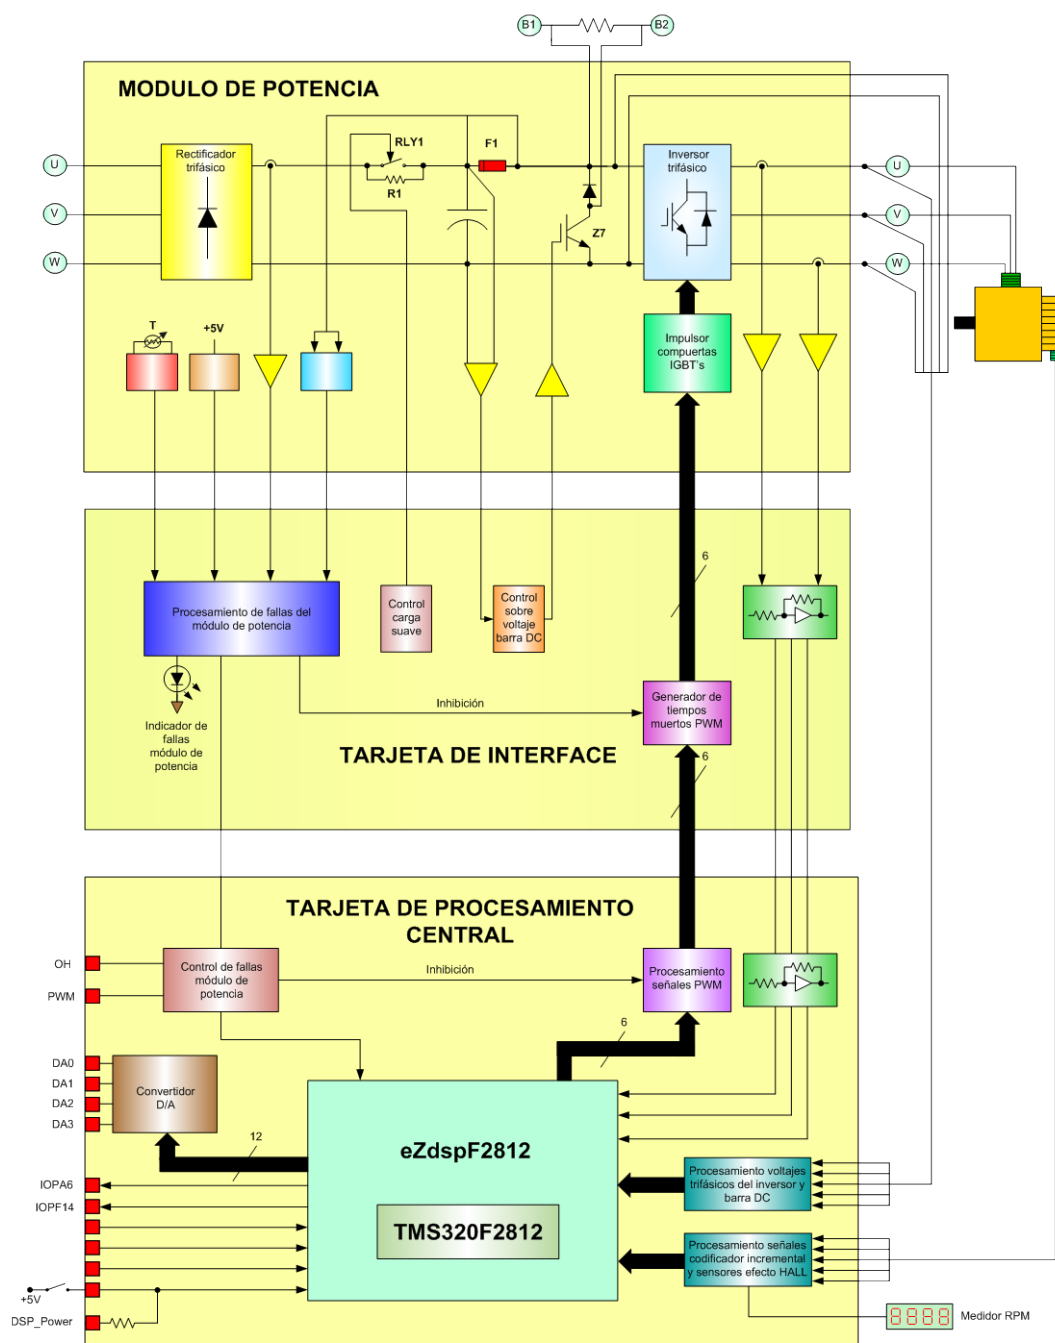 B1
B2
MODULO DE POTENCIA
U
V
W
Rectificador
trifásico
RLY1
R1
F1
Z7
Inversor
trifásico
U
V
W
T
+5V
Impulsor
compuertas
IGBT's
6
Procesamiento de fallas del
módulo de potencia
Control
carga
suave
Control
sobre
voltaje
barra DC
Inhibición
Generador de
tiempos
muertos PWM
Indicador de
fallas
módulo de
potencia
TARJETA DE INTERFACE
6
TARJETA DE PROCESAMIENTO
CENTRAL
OH
PWM
Control de fallas
módulo de
potencia
Inhibición
Procesamiento
señales PWM
6
DA0
DA1
DA2
DA3
Convertidor
D/A
12
eZdspF2812
TMS320F2812
IOPA6
IOPF14
Procesamiento voltajes
trifásicos del inversor y
barra DC
Procesamiento señales
codificador incremental
y sensores efecto HALL
+5V
DSP_Power
8888
Medidor RPM